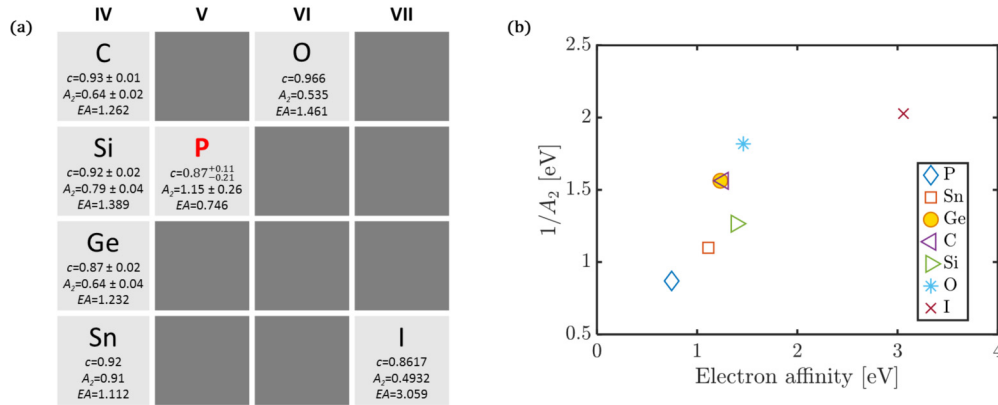 (a)
IV V VI VII
C
c=0.93 ± 0.01
A₂=0.64 ± 0.02
EA=1.262
O
c=0.966
A₂=0.535
EA=1.461
Si
c=0.92 ± 0.02
A₂=0.79 ± 0.04
EA=1.389
P
c=0.87+0.11 −0.21
A₂=1.15 ± 0.26
EA=0.746
Ge
c=0.87 ± 0.02
A₂=0.64 ± 0.04
EA=1.232
Sn
c=0.92
A₂=0.91
EA=1.112
I
c=0.8617
A₂=0.4932
EA=3.059
(b)
2.5
2
1.5
1
0.5
1/A₂ [eV]
0 1 2 3 4
Electron affinity [eV]
P
Sn
Ge
C
Si
O
I